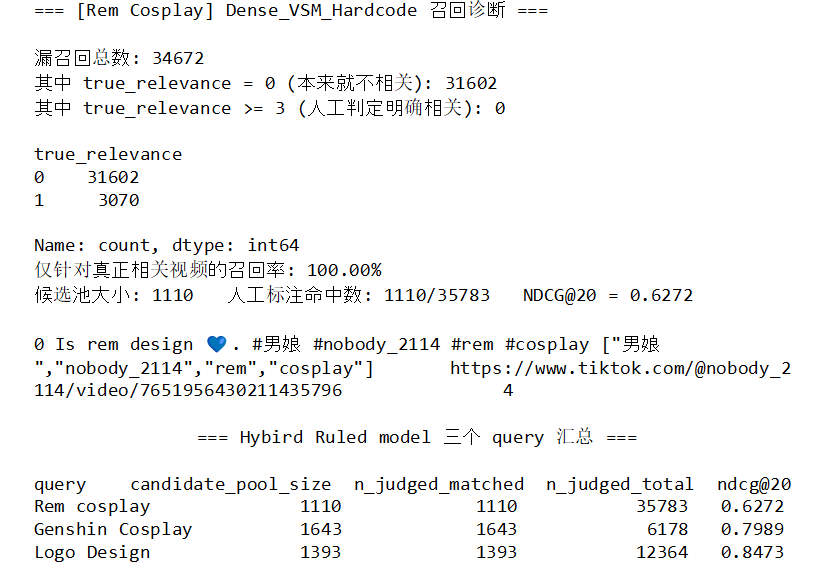 === [Rem Cosplay] Dense_VSM_Hardcode 召回诊断 ===
漏召回总数: 34672
其中 true_relevance = 0 (本来就不相关): 31602
其中 true_relevance >= 3 (人工判定明确相关): 0
true_relevance
0 31602
1 3070
Name: count, dtype: int64
仅针对真正相关视频的召回率: 100.00%
候选池大小: 1110 人工标注命中数: 1110/35783 NDCG@20 = 0.6272
0 Is rem design 💙. #男娘 #nobody_2114 #rem #cosplay ["男娘
","nobody_2114","rem","cosplay"] https://www.tiktok.com/@nobody_2
114/video/7651956430211435796 4
=== Hybird Ruled model 三个 query 汇总 ===
query candidate_pool_size n_judged_matched n_judged_total ndcg@20
Rem cosplay 1110 1110 35783 0.6272
Genshin Cosplay 1643 1643 6178 0.7989
Logo Design 1393 1393 12364 0.8473